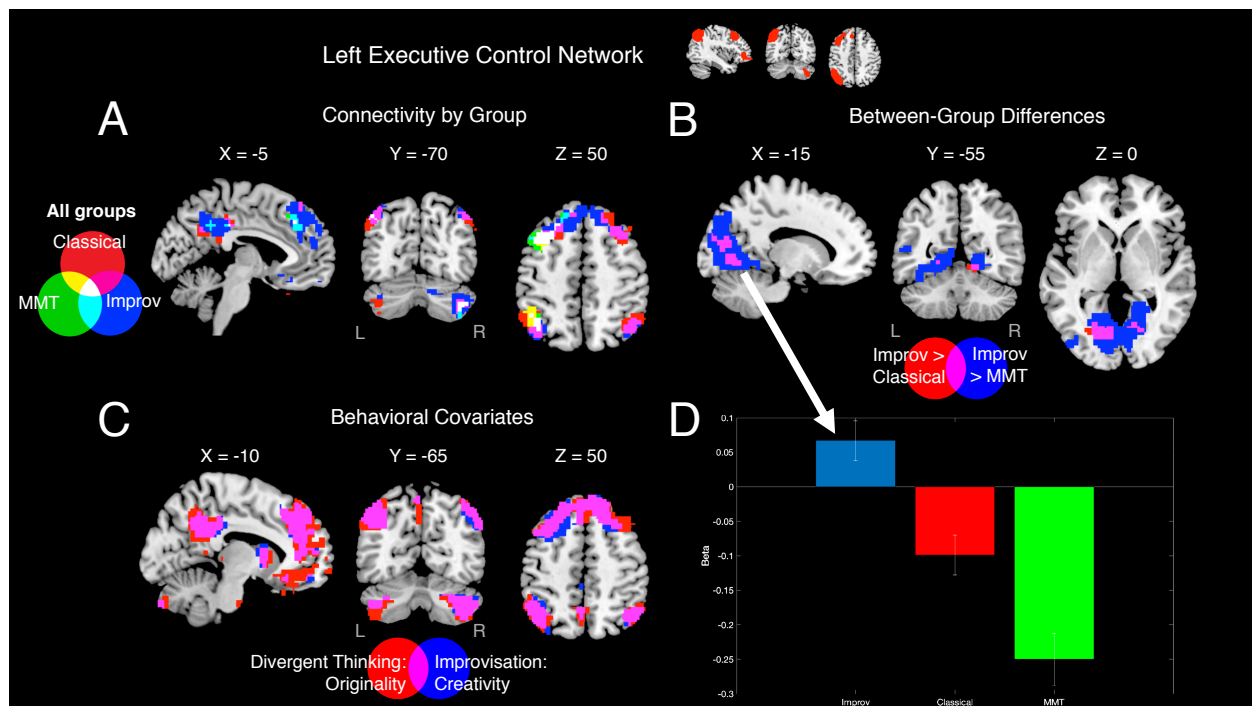 Left Executive Control Network
A
Connectivity by Group
X = -5
Y = -70
Z = 50
All groups
Classical
MMT
Improv
L
R
B
Between-Group Differences
X = -15
Y = -55
Z = 0
L
R
Improv >
Classical
Improv
> MMT
C
Behavioral Covariates
X = -10
Y = -65
Z = 50
L
R
Divergent Thinking:
Originality
Improvisation:
Creativity
D
0.1
0.05
0
-0.05
-0.1
-0.15
-0.2
-0.25
-0.3
Beta
Improv
Classical
MMT